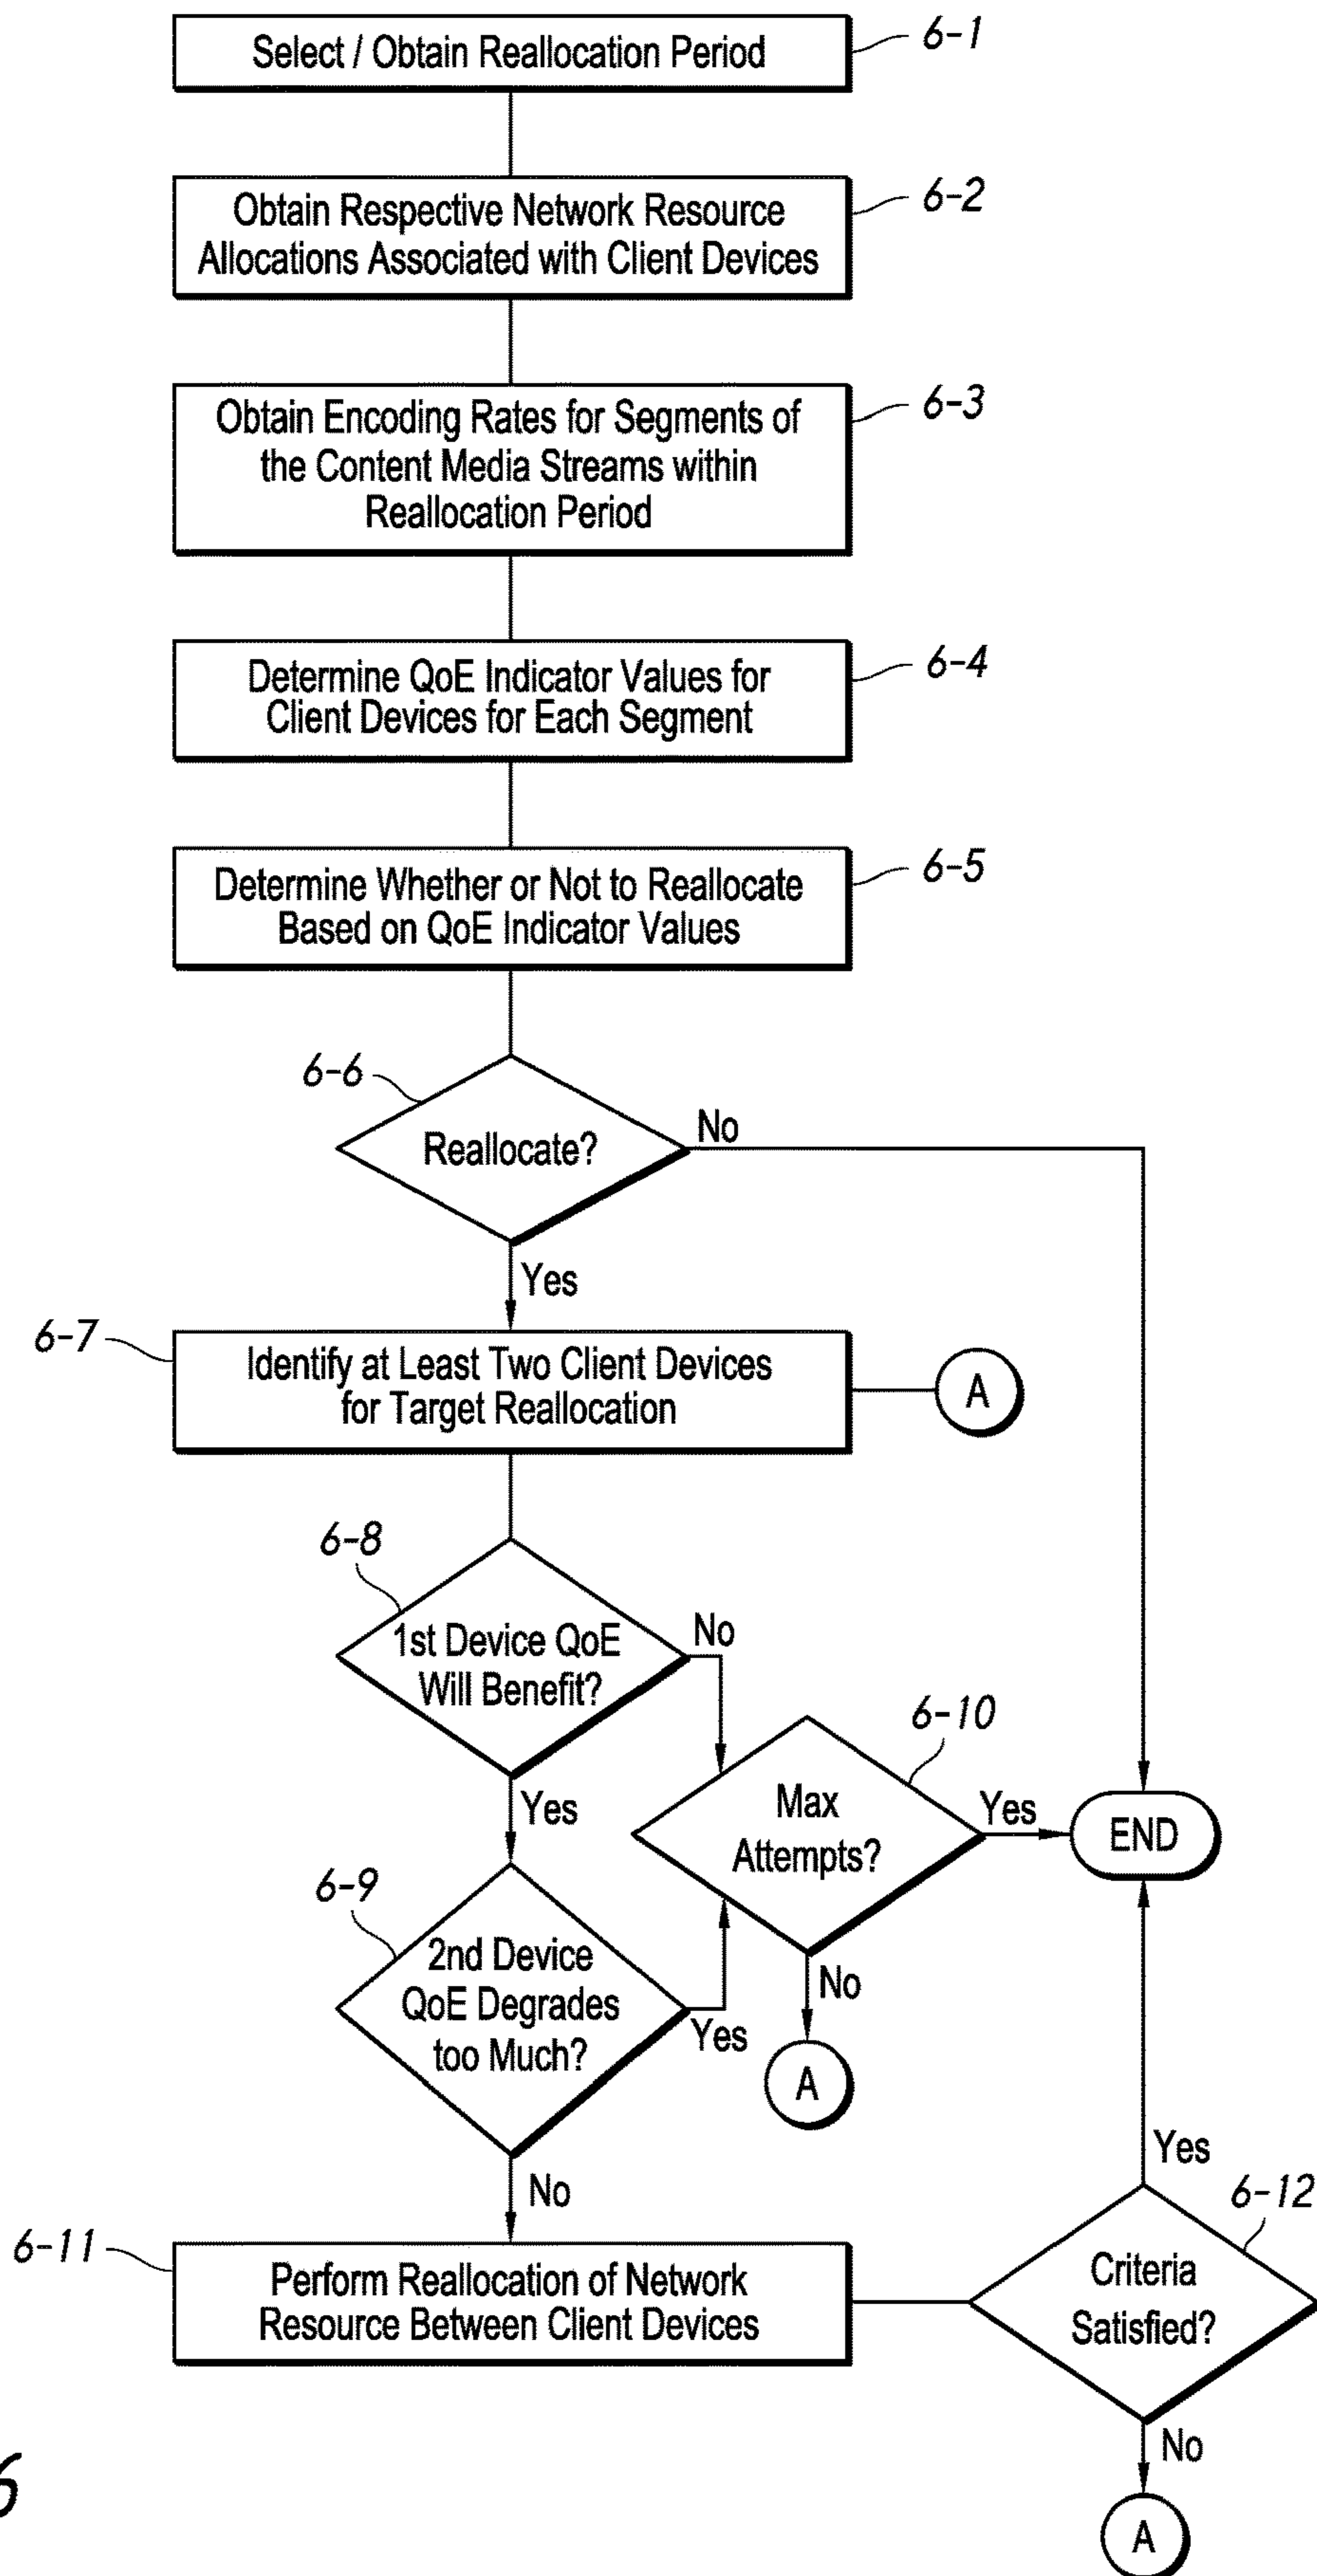 Select / Obtain Reallocation Period
6-1
Obtain Respective Network Resource
Allocations Associated with Client Devices
6-2
Obtain Encoding Rates for Segments of
the Content Media Streams within
Reallocation Period
6-3
Determine QoE Indicator Values for
Client Devices for Each Segment
6-4
Determine Whether or Not to Reallocate
Based on QoE Indicator Values
6-5
6-6
Reallocate?
No
Yes
6-7
Identify at Least Two Client Devices
for Target Reallocation
A
6-8
1st Device QoE
Will Benefit?
No
Yes
6-10
Max
Attempts?
Yes
END
No
A
6-9
2nd Device
QoE Degrades
too Much?
Yes
No
6-11
Perform Reallocation of Network
Resource Between Client Devices
6-12
Criteria
Satisfied?
Yes
No
A
6